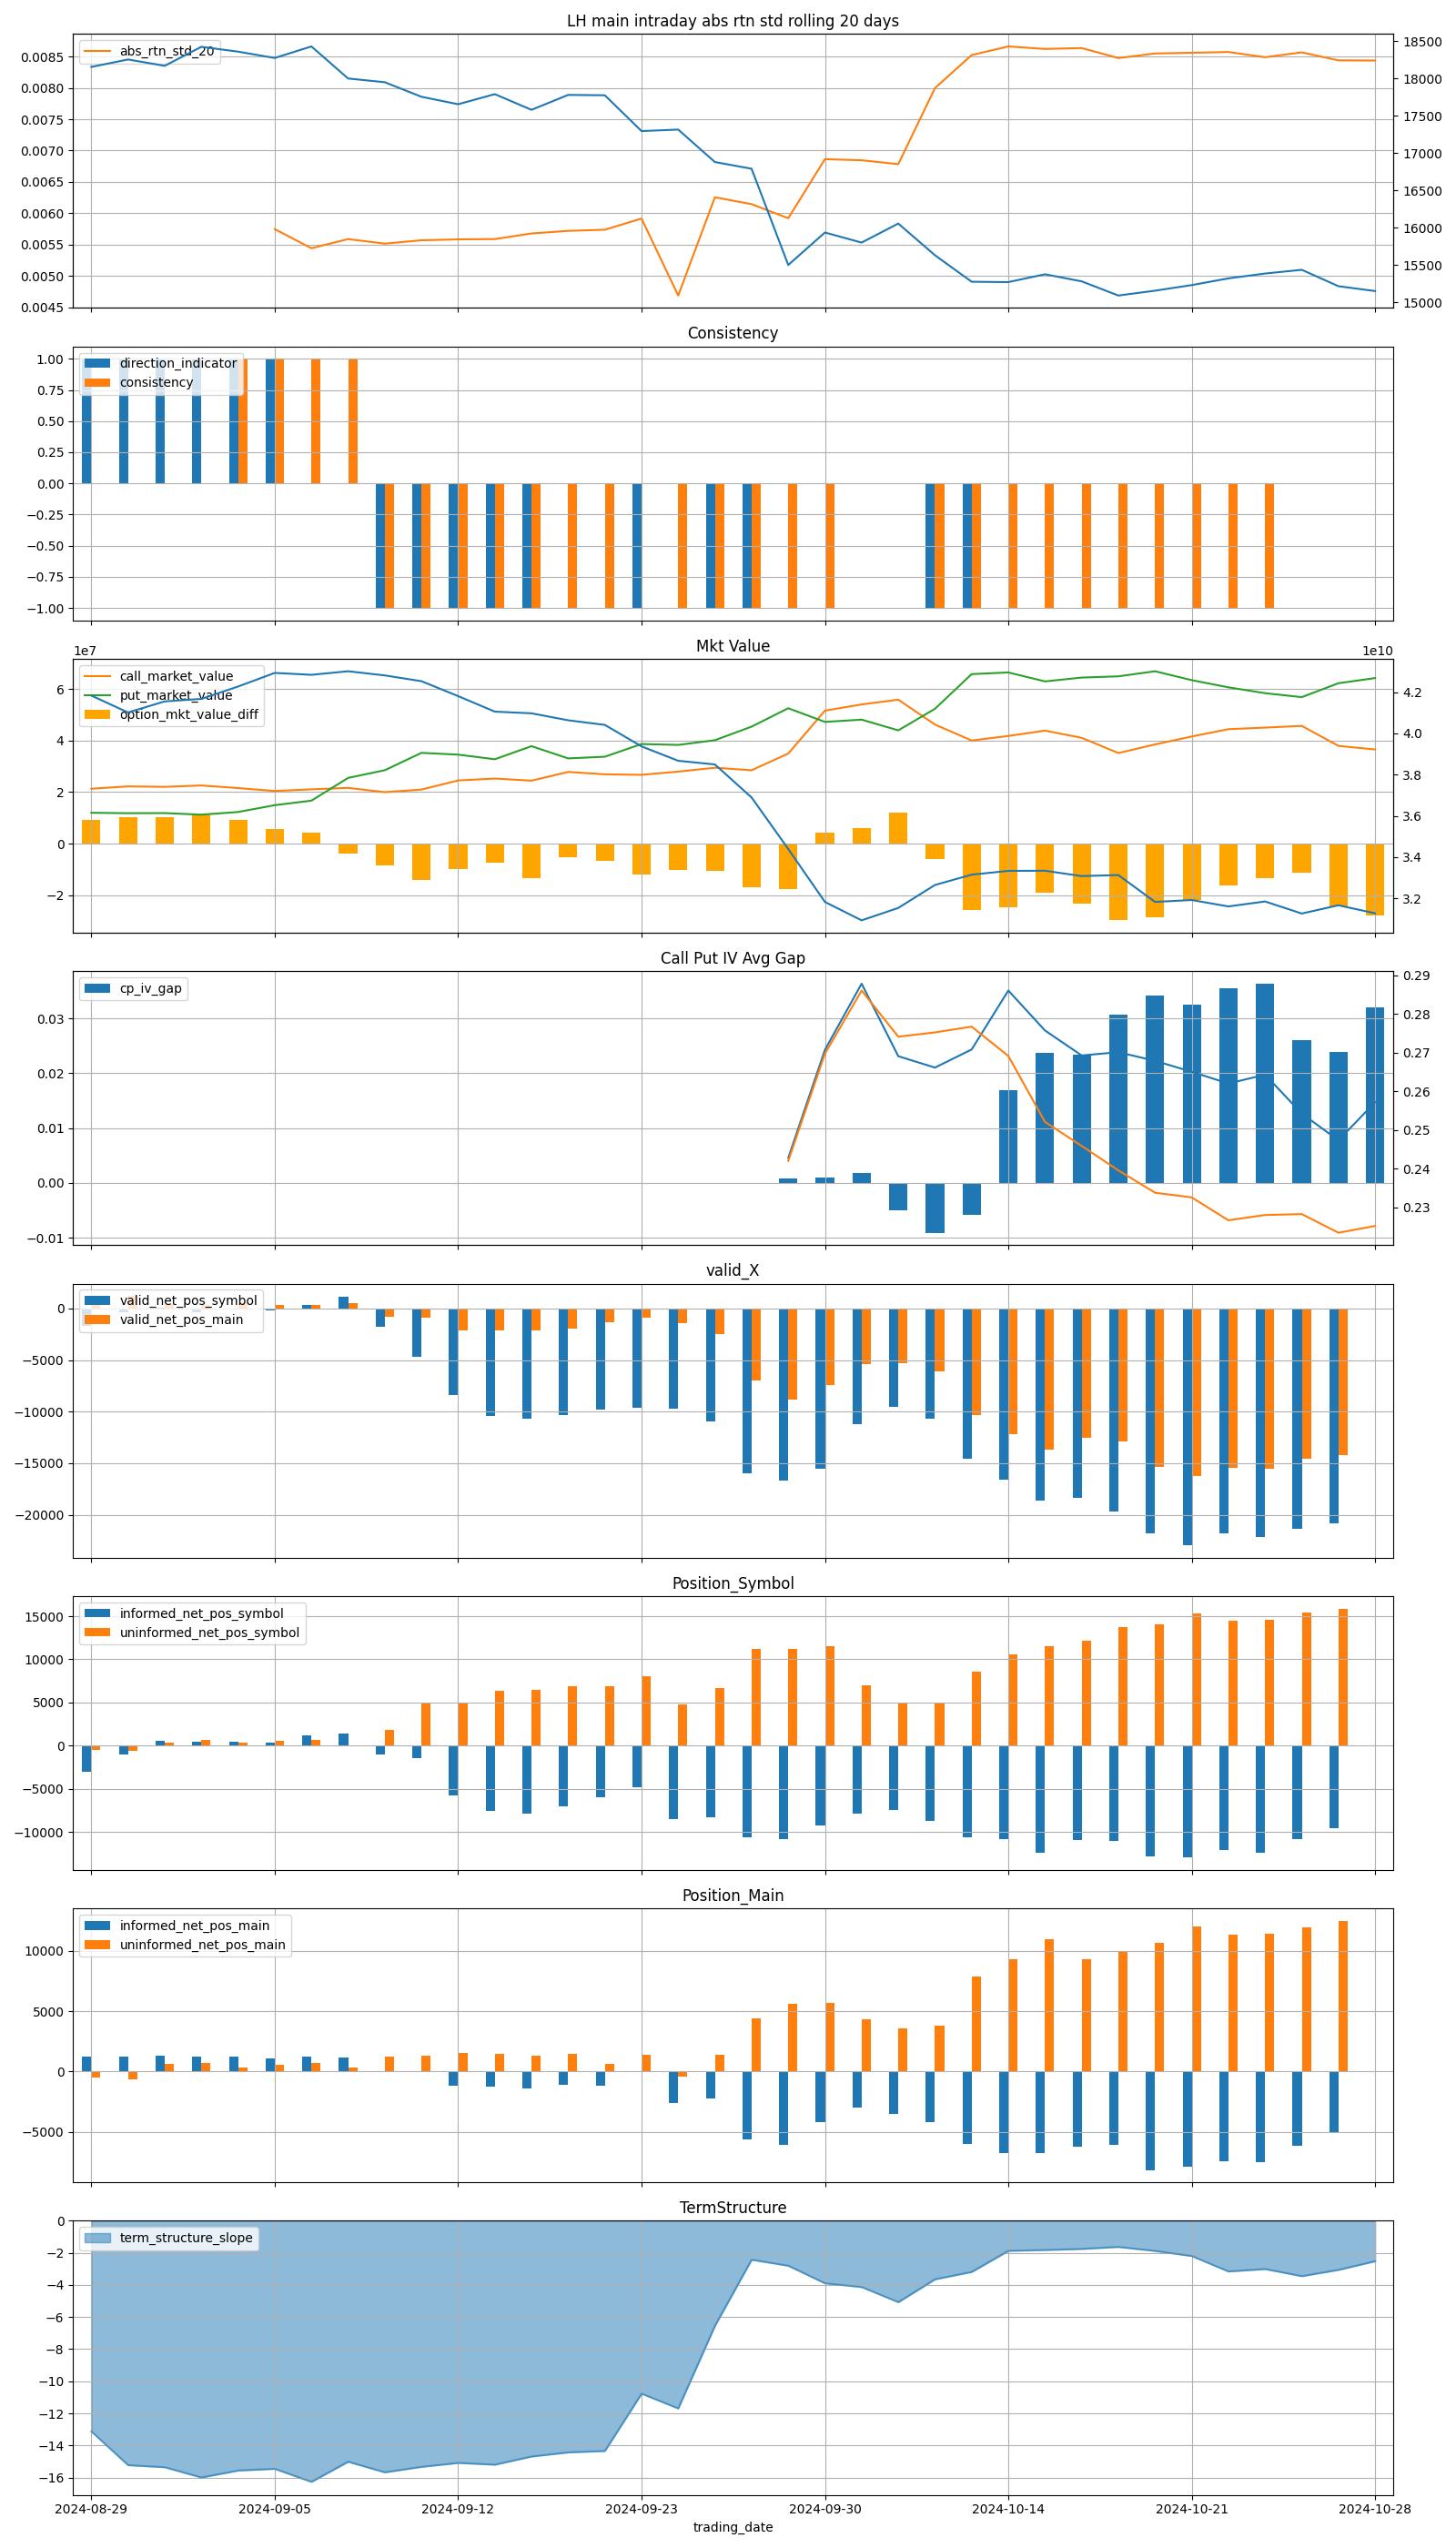 LH main intraday abs rtn std rolling 20 days
abs_rtn_std_20
0.0085
0.0080
0.0075
0.0070
0.0065
0.0060
0.0055
0.0050
0.0045
18500
18000
17500
17000
16500
16000
15500
15000
Consistency
direction_indicator
consistency
1.00
0.75
0.50
0.25
0.00
−0.25
−0.50
−0.75
−1.00
Mkt Value
1e7
1e10
call_market_value
put_market_value
option_mkt_value_diff
6
4
2
0
−2
4.2
4.0
3.8
3.6
3.4
3.2
Call Put IV Avg Gap
cp_iv_gap
0.03
0.02
0.01
0.00
−0.01
0.29
0.28
0.27
0.26
0.25
0.24
0.23
valid_X
valid_net_pos_symbol
valid_net_pos_main
0
−5000
−10000
−15000
−20000
Position_Symbol
informed_net_pos_symbol
uninformed_net_pos_symbol
15000
10000
5000
0
−5000
−10000
Position_Main
informed_net_pos_main
uninformed_net_pos_main
10000
5000
0
−5000
TermStructure
term_structure_slope
0
−2
−4
−6
−8
−10
−12
−14
−16
2024-08-29 2024-09-05 2024-09-12 2024-09-23 2024-09-30 2024-10-14 2024-10-21 2024-10-28
trading_date